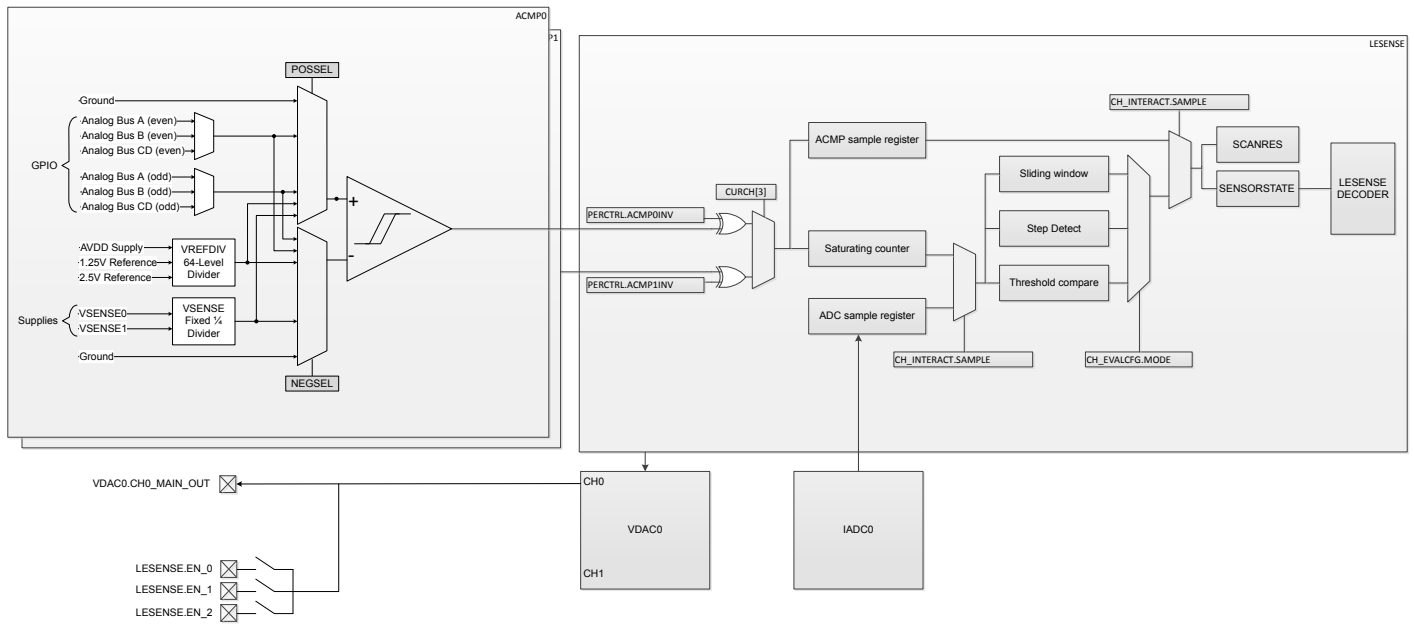 ACMP0
P1
LESENSE
POSSEL
Ground
Analog Bus A (even)
Analog Bus B (even)
Analog Bus CD (even)
GPIO
Analog Bus A (odd)
Analog Bus B (odd)
Analog Bus CD (odd)
+
-
AVDD Supply
1.25V Reference
2.5V Reference
VREFDIV
64-Level
Divider
Supplies
VSENSE0
VSENSE1
VSENSE
Fixed ¼
Divider
Ground
NEGSEL
CH_INTERACT.SAMPLE
ACMP sample register
SCANRES
SENSORSTATE
LESENSE
DECODER
CURCH[3]
PERCTRL.ACMP0INV
PERCTRL.ACMP1INV
Sliding window
Step Detect
Threshold compare
Saturating counter
ADC sample register
CH_INTERACT.SAMPLE
CH_EVALCFG.MODE
VDAC0.CH0_MAIN_OUT
CH0
VDAC0
CH1
IADC0
LESENSE.EN_0
LESENSE.EN_1
LESENSE.EN_2